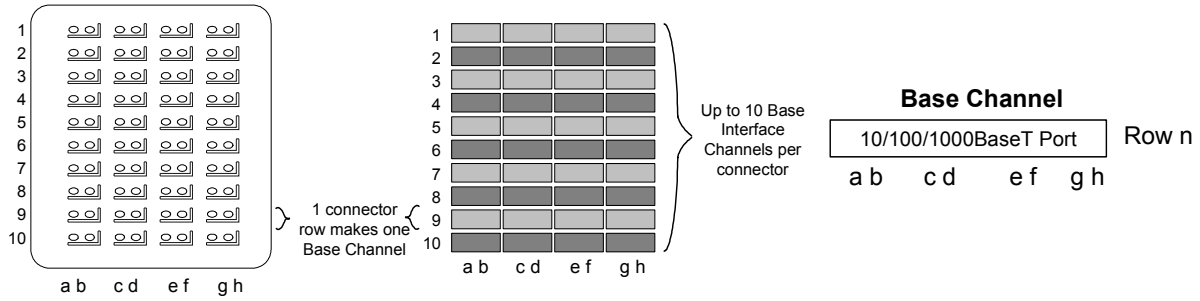 1
2
3
4
5
6
7
8
9
10
a b c d e f g h
1 connector
row makes one
Base Channel
1
2
3
4
5
6
7
8
9
10
a b c d e f g h
Up to 10 Base
Interface
Channels per
connector
Base Channel
10/100/1000BaseT Port Row n
a b c d e f g h